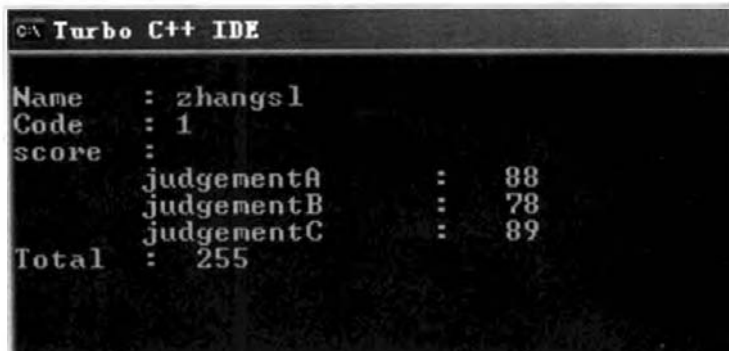 C:\ Turbo C++ IDE
Name : zhangsl
Code : 1
score :
judgementA : 88
judgementB : 78
judgementC : 89
Total : 255